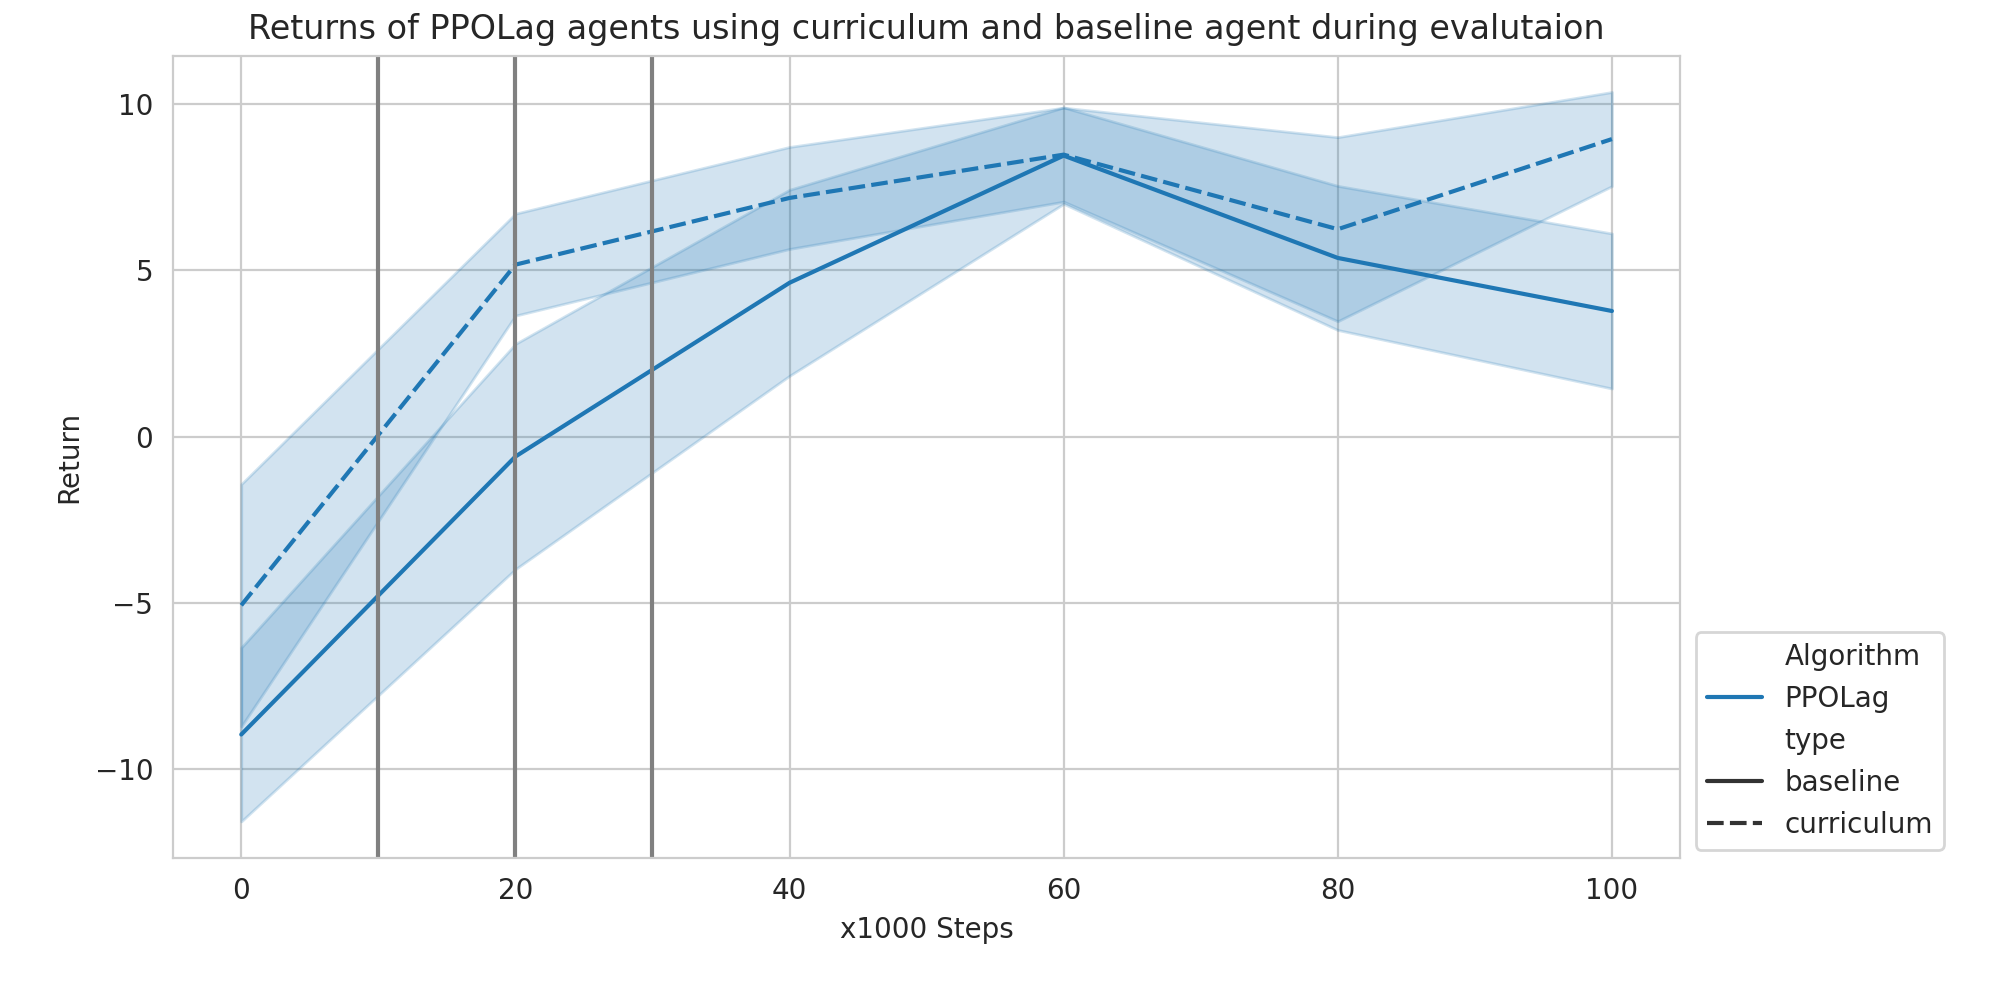 Returns of PPOLag agents using curriculum and baseline agent during evalutaion
10
5
0
−5
−10
Return
0 20 40 60 80 100
x1000 Steps
Algorithm
PPOLag
type
baseline
curriculum